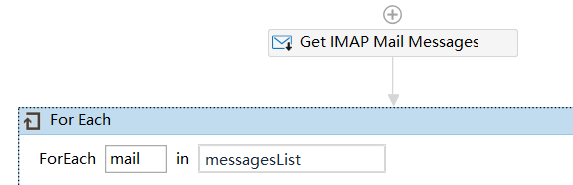 Get IMAP Mail Messages
For Each
ForEach mail in messagesList